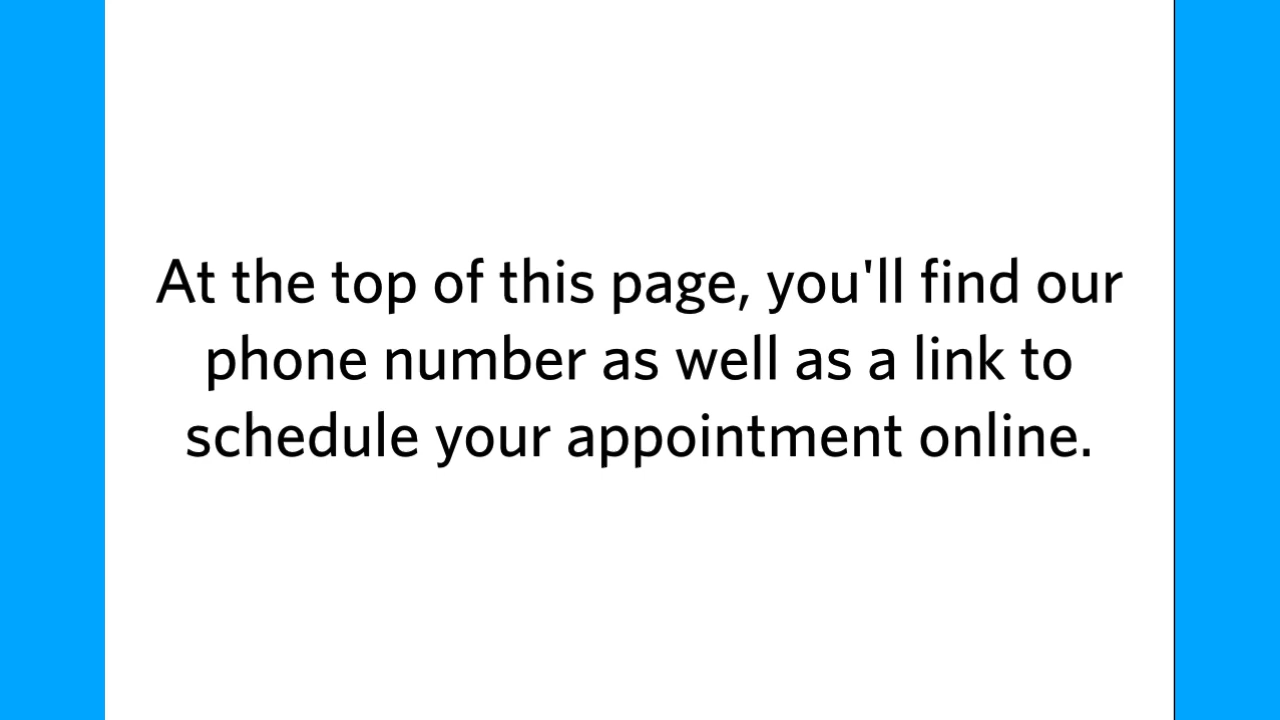 At the top of this page, you'll find our
phone number as well as a link to
schedule your appointment online.